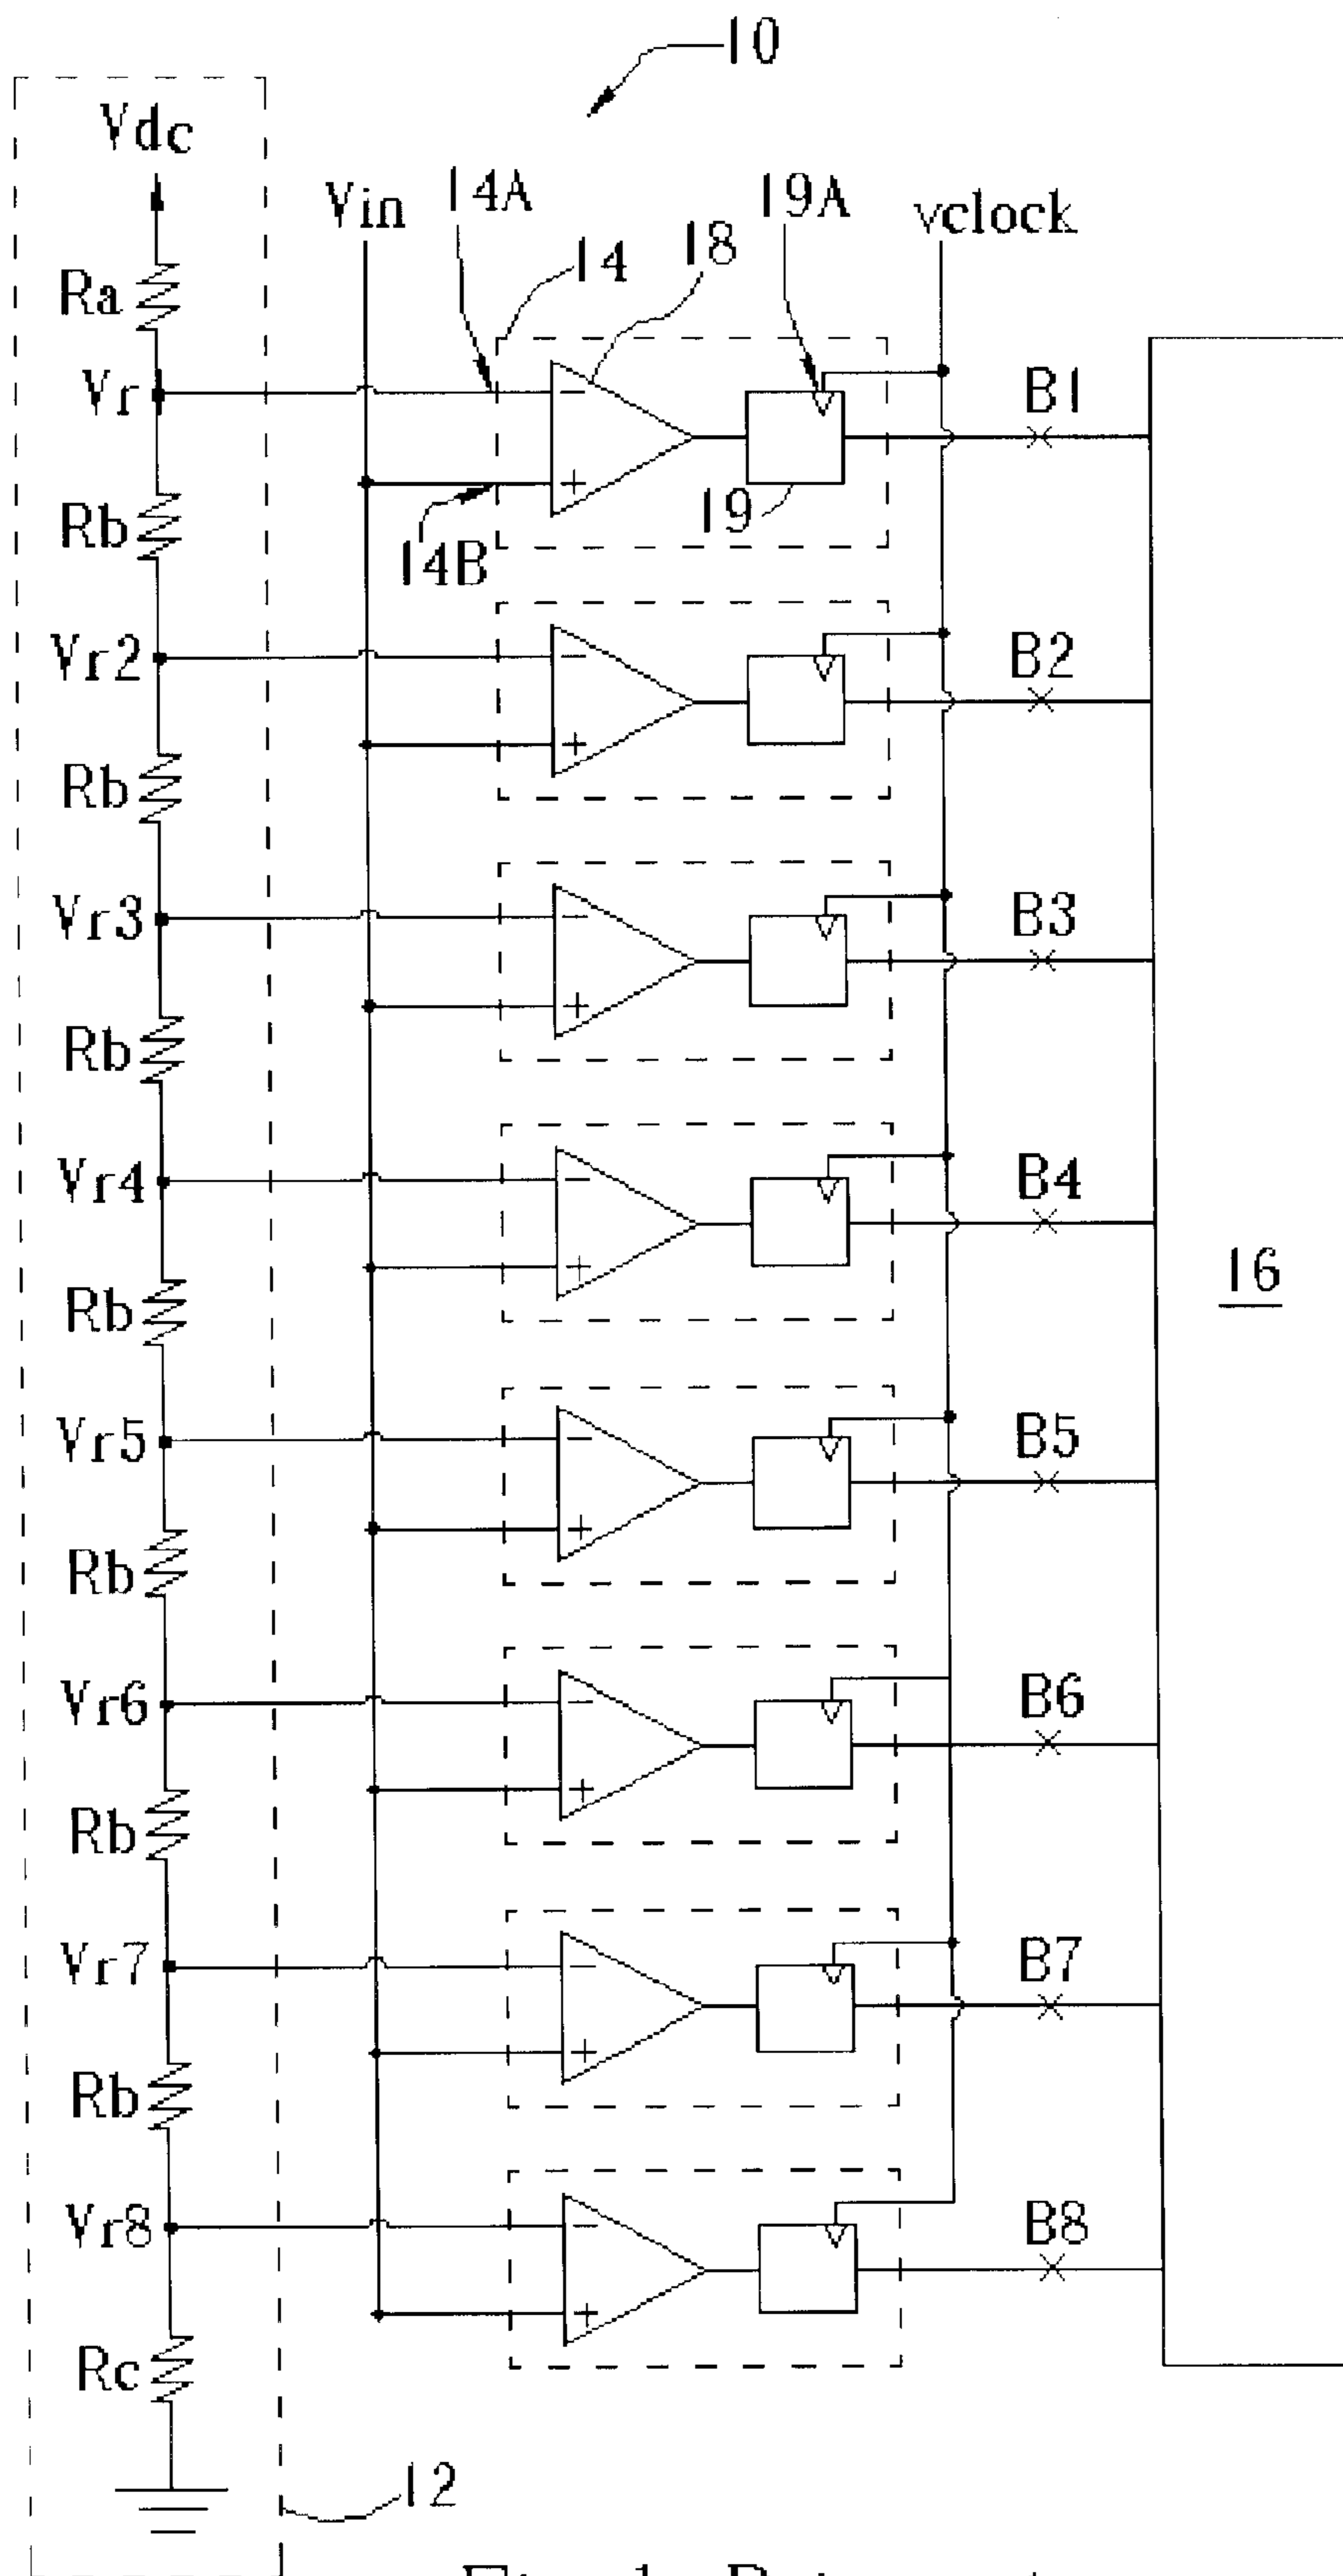 10
Vdc
Vin
14A
18
19A
vclock
14
Ra
Vr
B1
Rb
14B
19
Vr2
B2
Rb
Vr3
B3
Rb
Vr4
B4
16
Rb
Vr5
B5
Rb
Vr6
B6
Rb
Vr7
B7
Rb
Vr8
B8
Rc
12